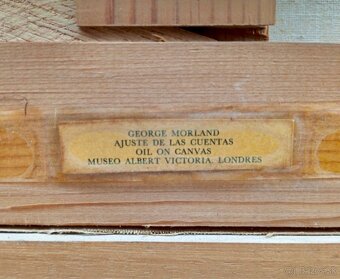 GEORGE MORLAND
AJUSTE DE LAS CUENTAS
OIL ON CANVAS
MUSEO ALBERT VICTORIA. LONDRES